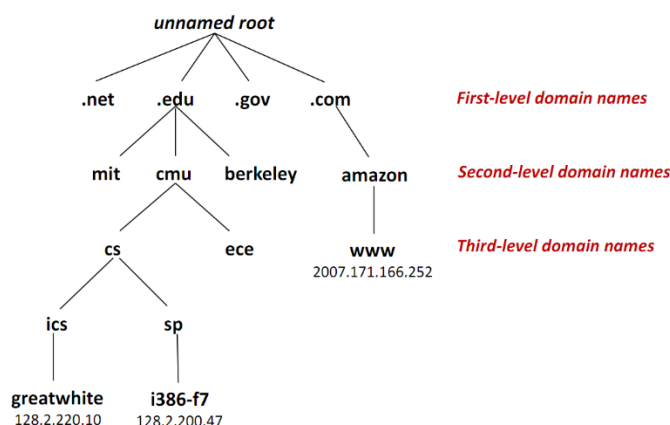 unnamed root
.net .edu .gov .com First-level domain names
mit cmu berkeley amazon Second-level domain names
cs ece www Third-level domain names
2007.171.166.252
ics sp
greatwhite i386-f7
128.2.220.10 128.2.200.47